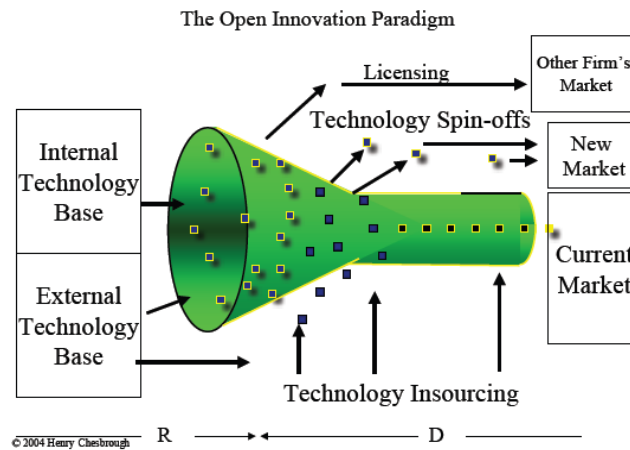 The Open Innovation Paradigm
Licensing
Other Firm's
Market
Technology Spin-offs
New
Market
Internal
Technology
Base
Current
Market
External
Technology
Base
Technology Insourcing
R
D
© 2004 Henry Chesbrough